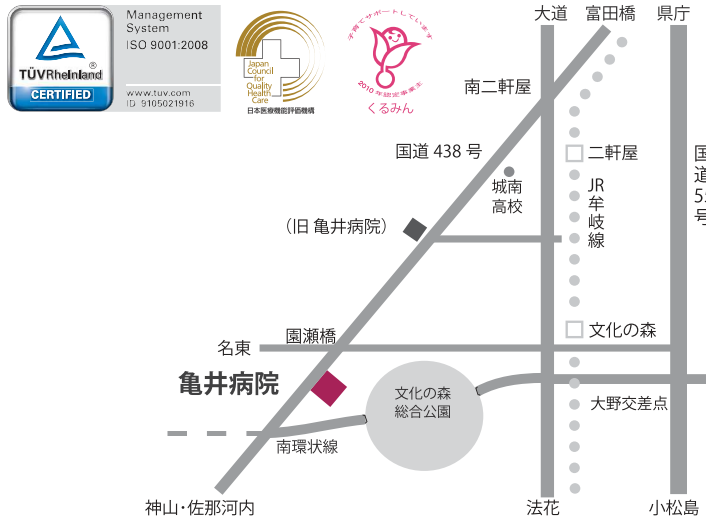 Management
System
ISO 9001:2008
TÜVRheinland
®
CERTIFIED
www.tuv.com
ID 9105021916
Japan
Council
for
Quality
Health
Care
日本医療機能評価機構
子育てサポートしています
2010年認定事業主
くるみん
大道
富田橋
県庁
南二軒屋
国道 438 号
二軒屋
城南
高校
JR牟岐線
（旧 亀井病院）
文化の森
園瀬橋
名東
亀井病院
文化の森
総合公園
大野交差点
南環状線
神山・佐那河内
法花
小松島